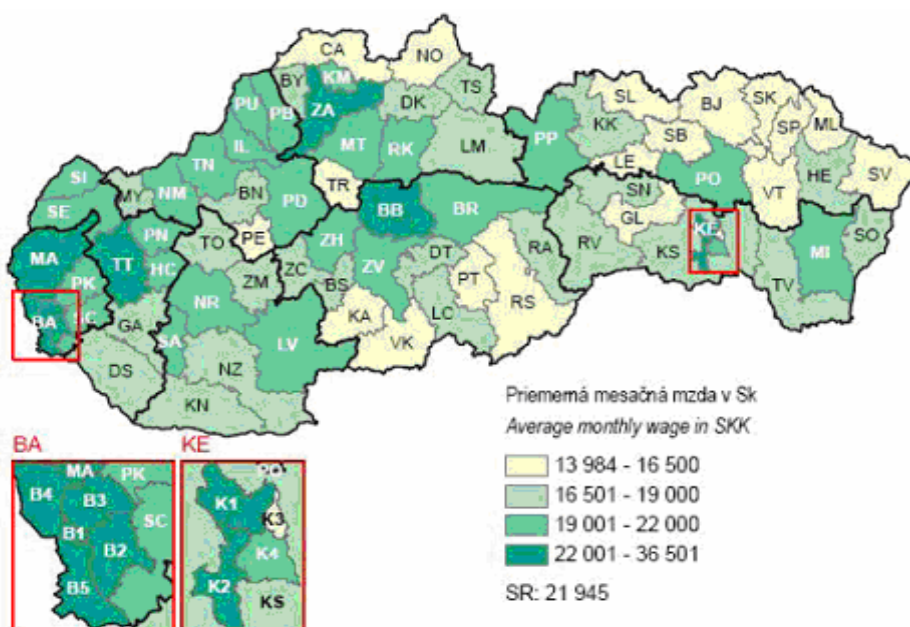 CA
NO
BY
KM
TS
PU
PB
ZA
DK
SL
BJ
SK
ML
KK
SB
SP
IL
MT
RK
LM
PP
LE
PO
HE
SV
VT
SI
TN
NM
MY
BN
PD
TR
SE
BB
BR
SN
GL
KE
PE
PN
TO
ZH
MA
TT
HC
ZC
ZV
DT
RA
RV
KS
SO
MI
PK
ZM
BS
PT
TV
BA
SC
GA
NR
KA
LC
RS
SA
LV
VK
DS
NZ
KN
Priemerná mesačná mzda v Sk
Average monthly wage in SKK
13 984 - 16 500
16 501 - 19 000
19 001 - 22 000
22 001 - 36 501
SR: 21 945
BA
MA
PK
B4
B3
SC
B1
B2
B5
KE
PO
K1
K3
K4
K2
KS